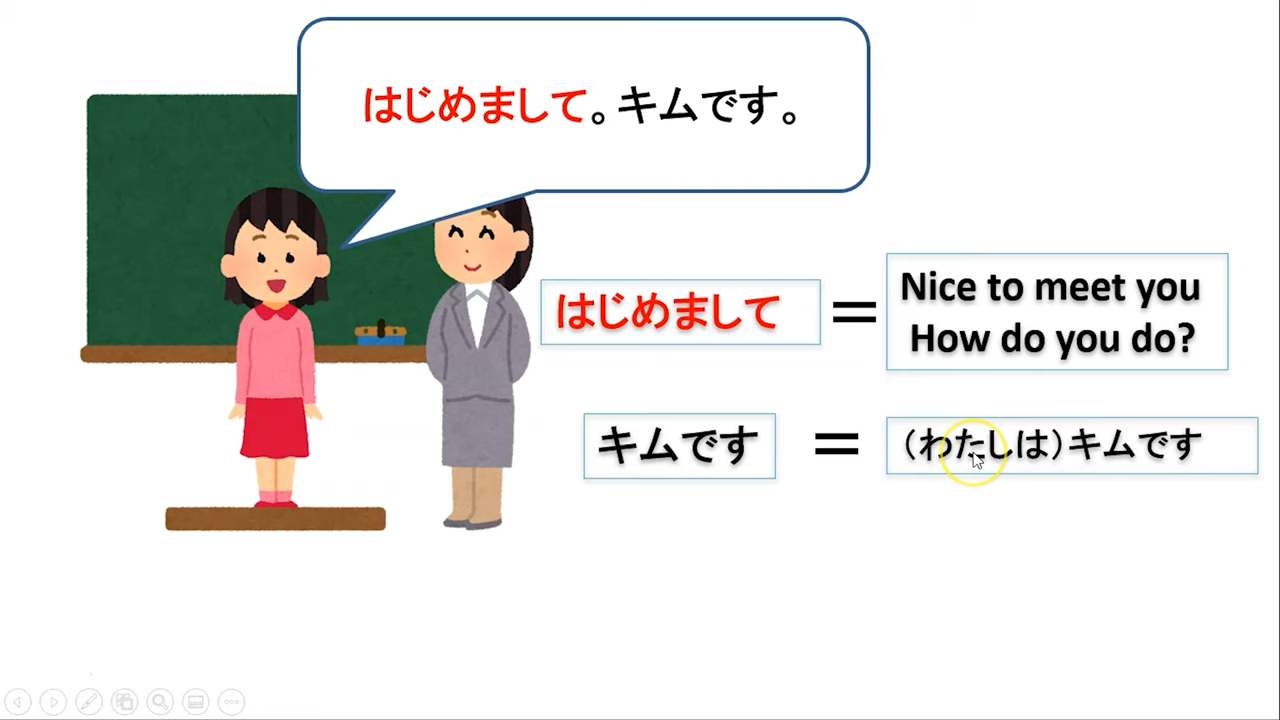 はじめまして。キムです。
はじめまして
=
Nice to meet you
How do you do?
キムです
=
（わたしは）キムです